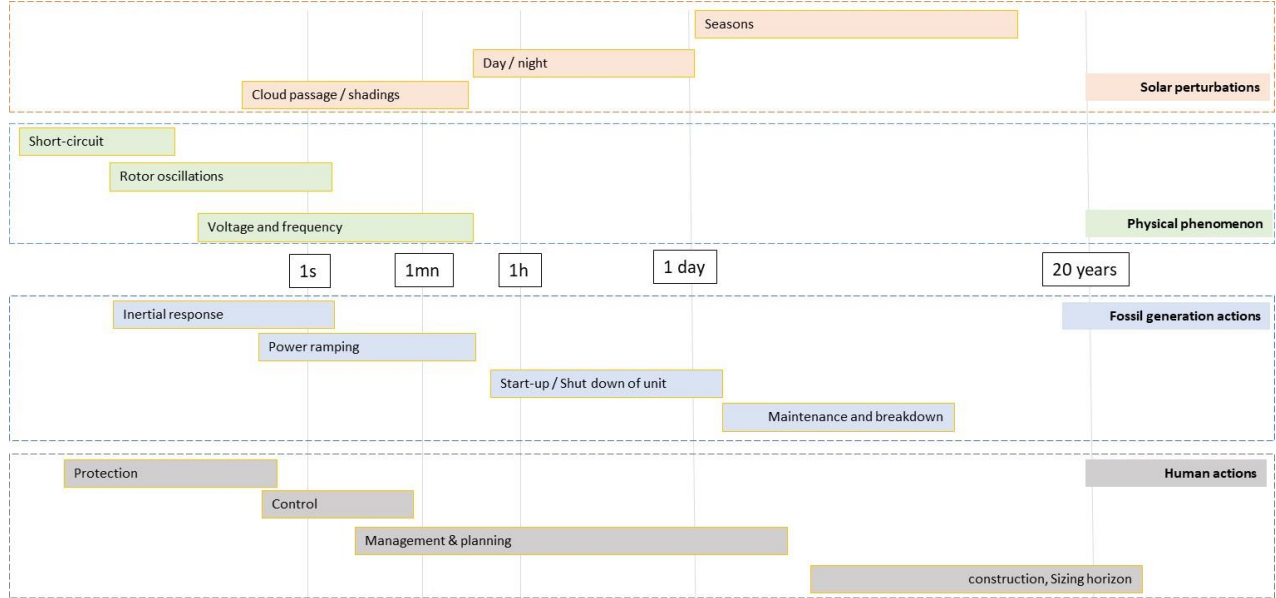 Seasons
Day / night
Cloud passage / shadings
Solar perturbations
Short-circuit
Rotor oscillations
Voltage and frequency
Physical phenomenon
1s
1mn
1h
1 day
20 years
Inertial response
Fossil generation actions
Power ramping
Start-up / Shut down of unit
Maintenance and breakdown
Protection
Human actions
Control
Management & planning
construction, Sizing horizon